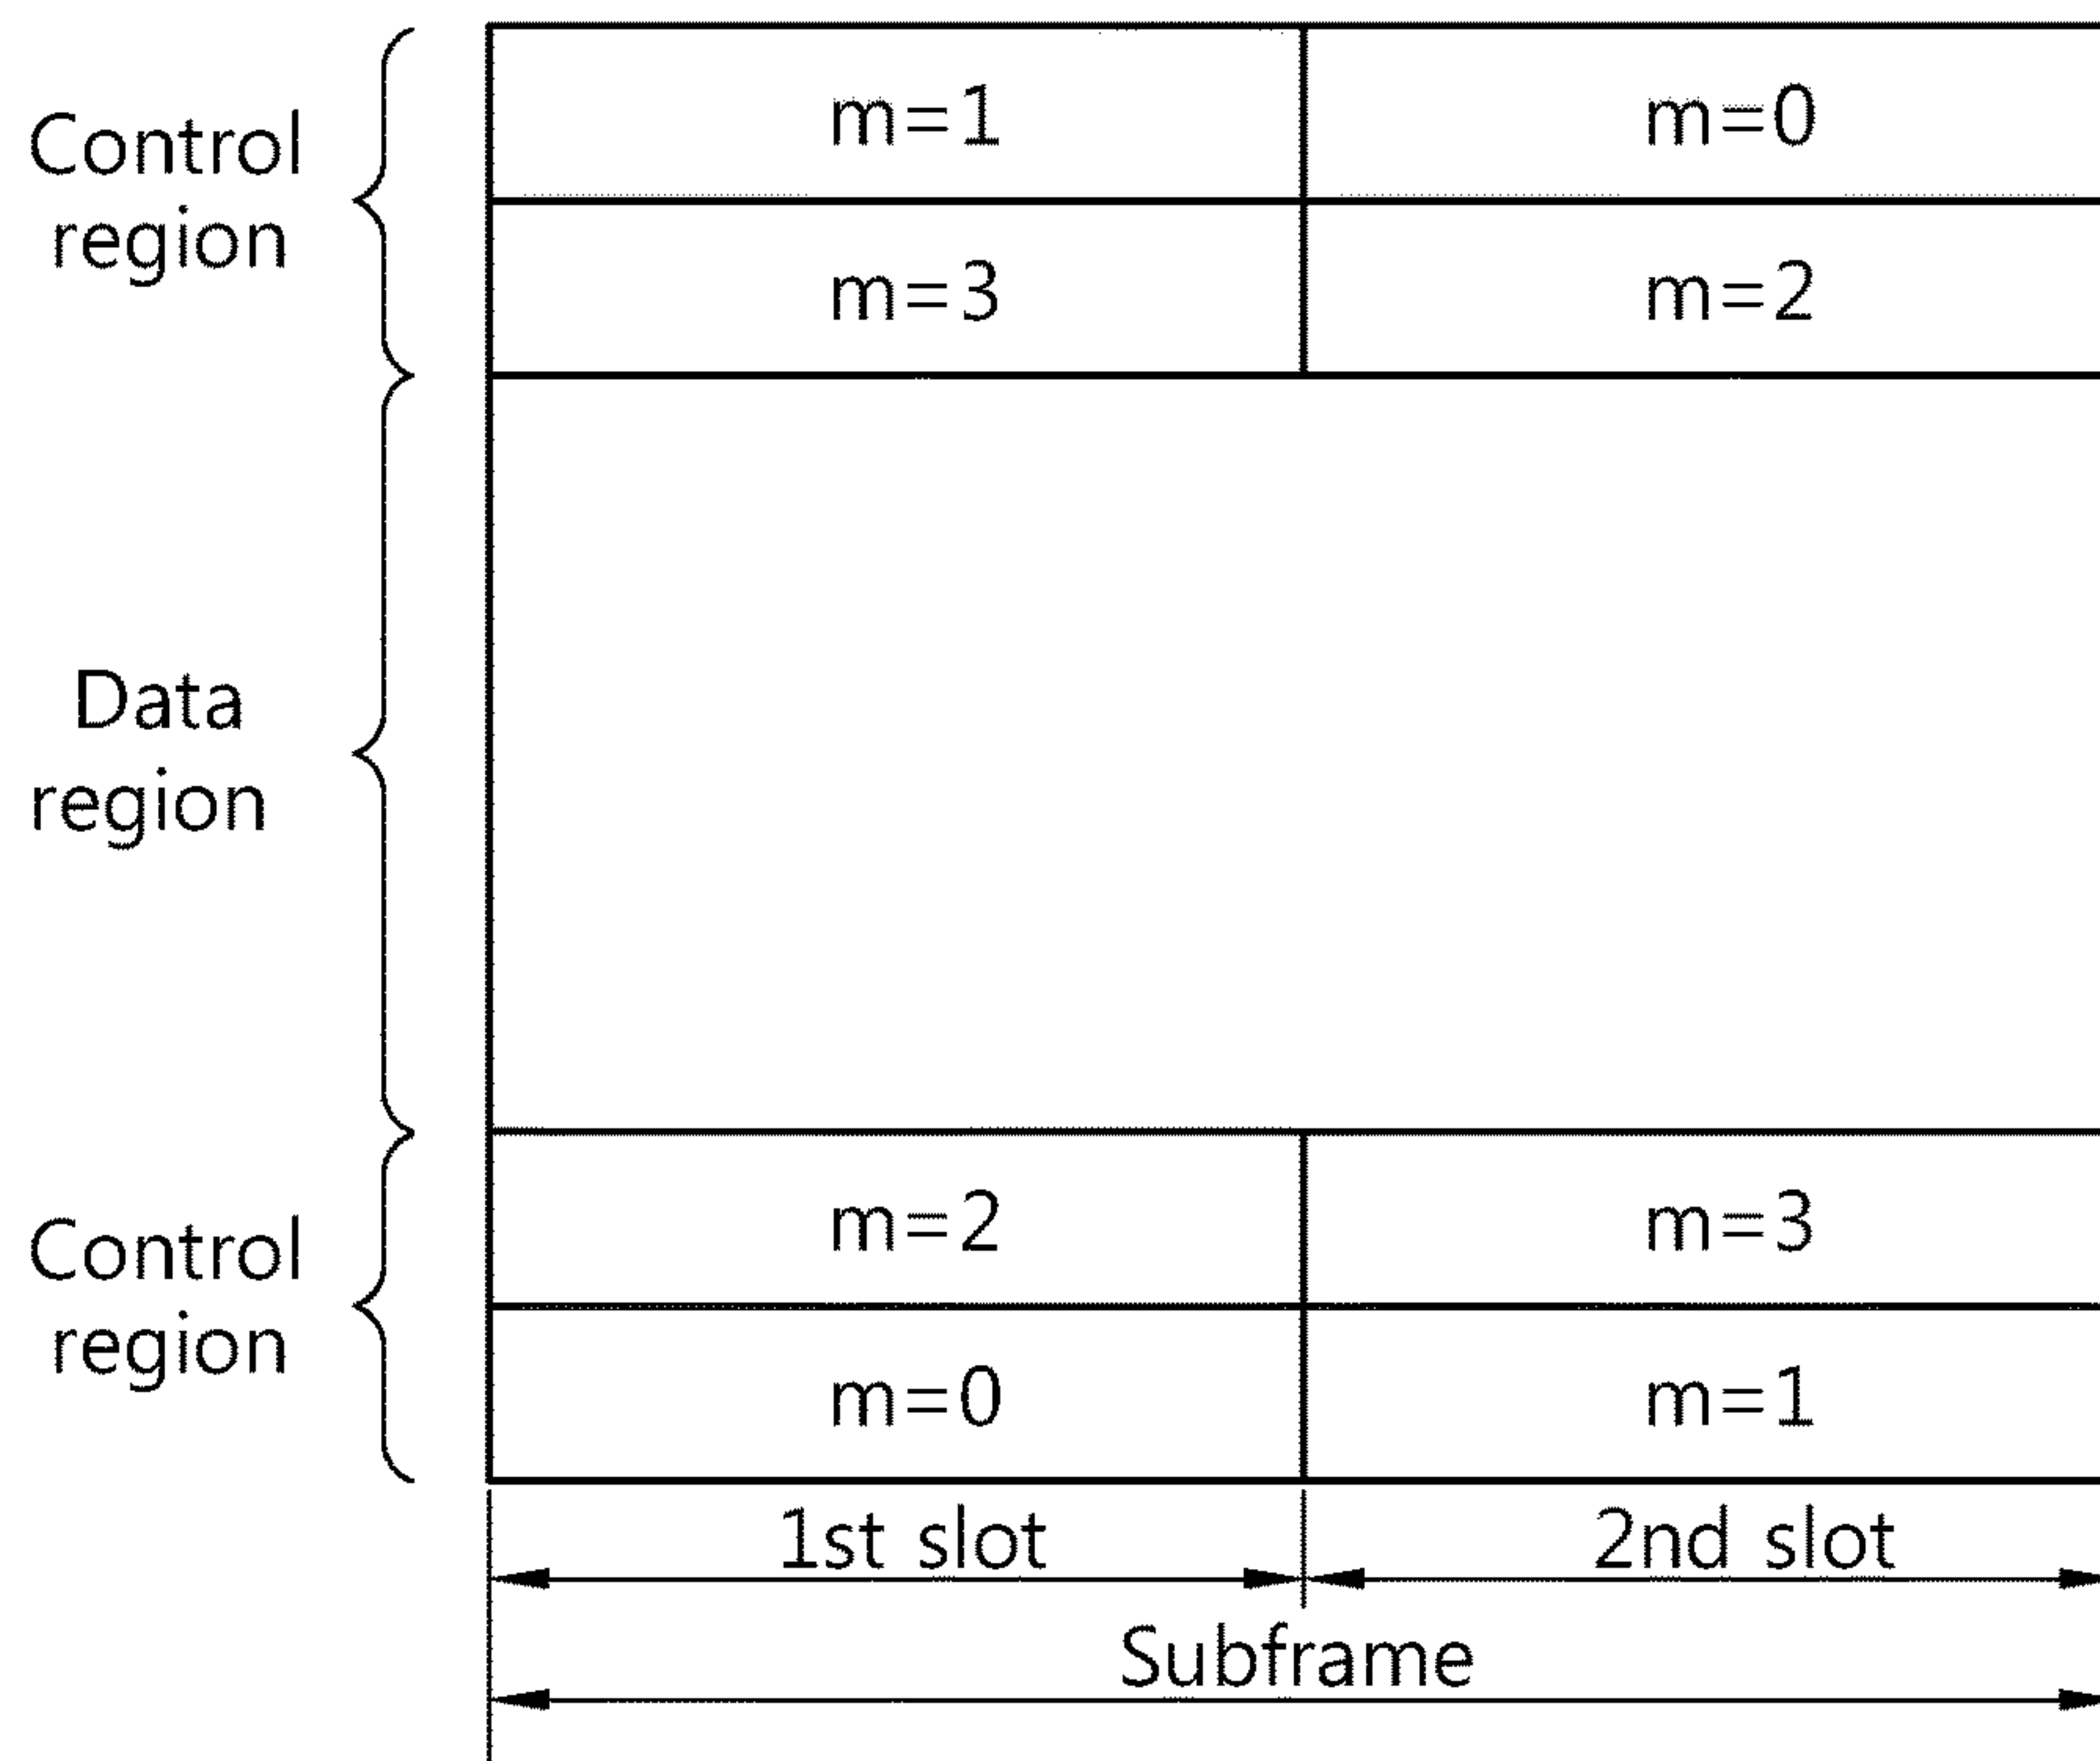 Control
region
m=1 m=0
m=3 m=2
Data
region
Control
region
m=2 m=3
m=0 m=1
1st slot 2nd slot
Subframe